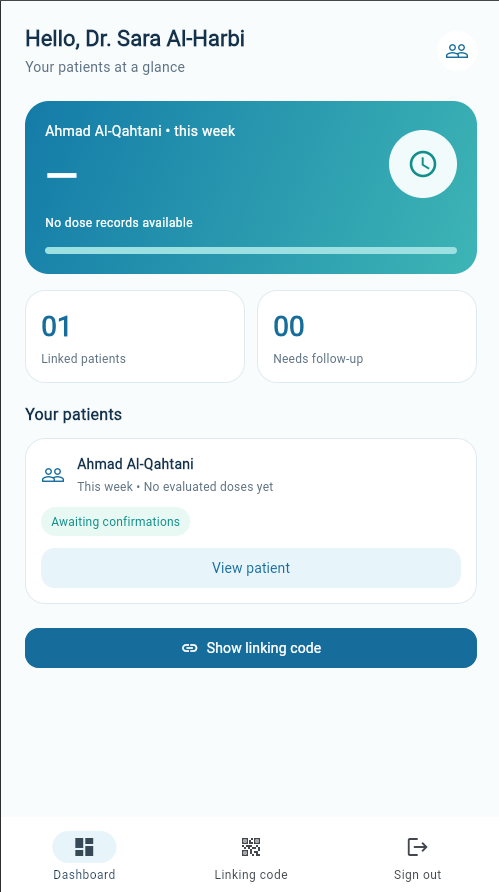 Hello, Dr. Sara Al-Harbi
Your patients at a glance
Ahmad Al-Qahtani • this week
—
No dose records available
01
Linked patients
00
Needs follow-up
Your patients
Ahmad Al-Qahtani
This week • No evaluated doses yet
Awaiting confirmations
View patient
Show linking code
Dashboard
Linking code
Sign out